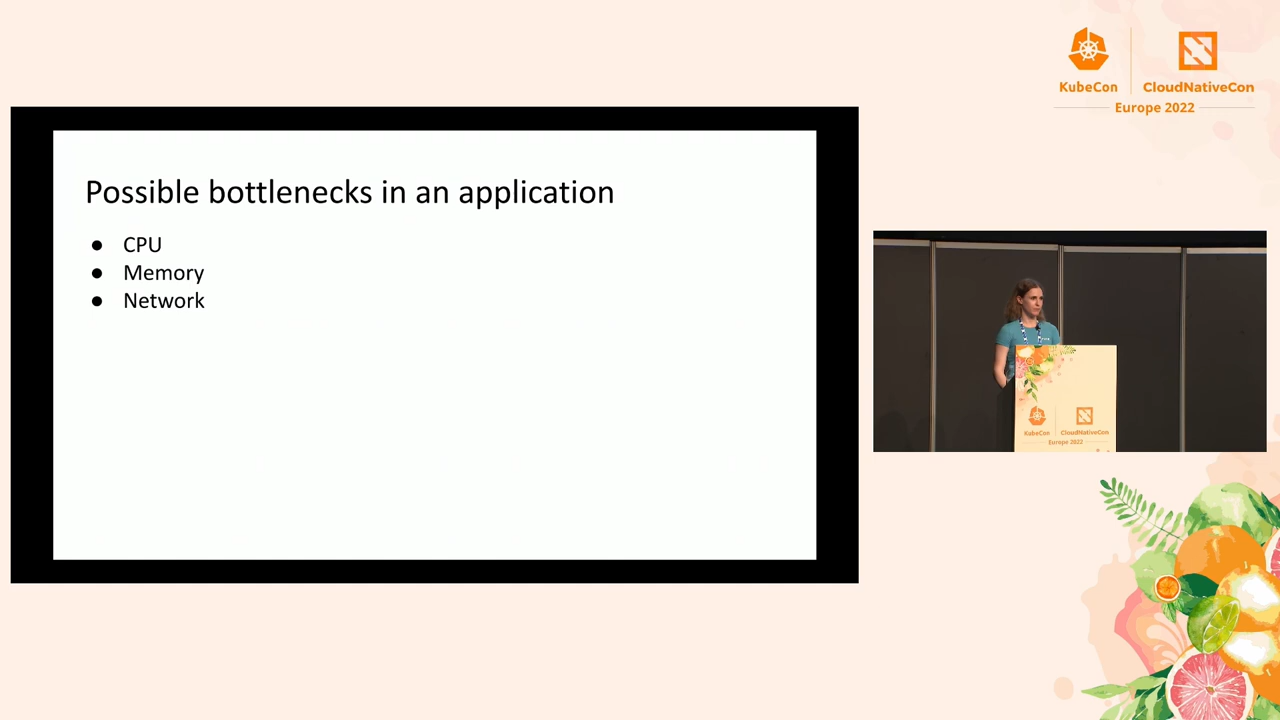 KubeCon
CloudNativeCon
Europe 2022
Possible bottlenecks in an application
● CPU
● Memory
● Network
KubeCon
CloudNativeCon
Europe 2022